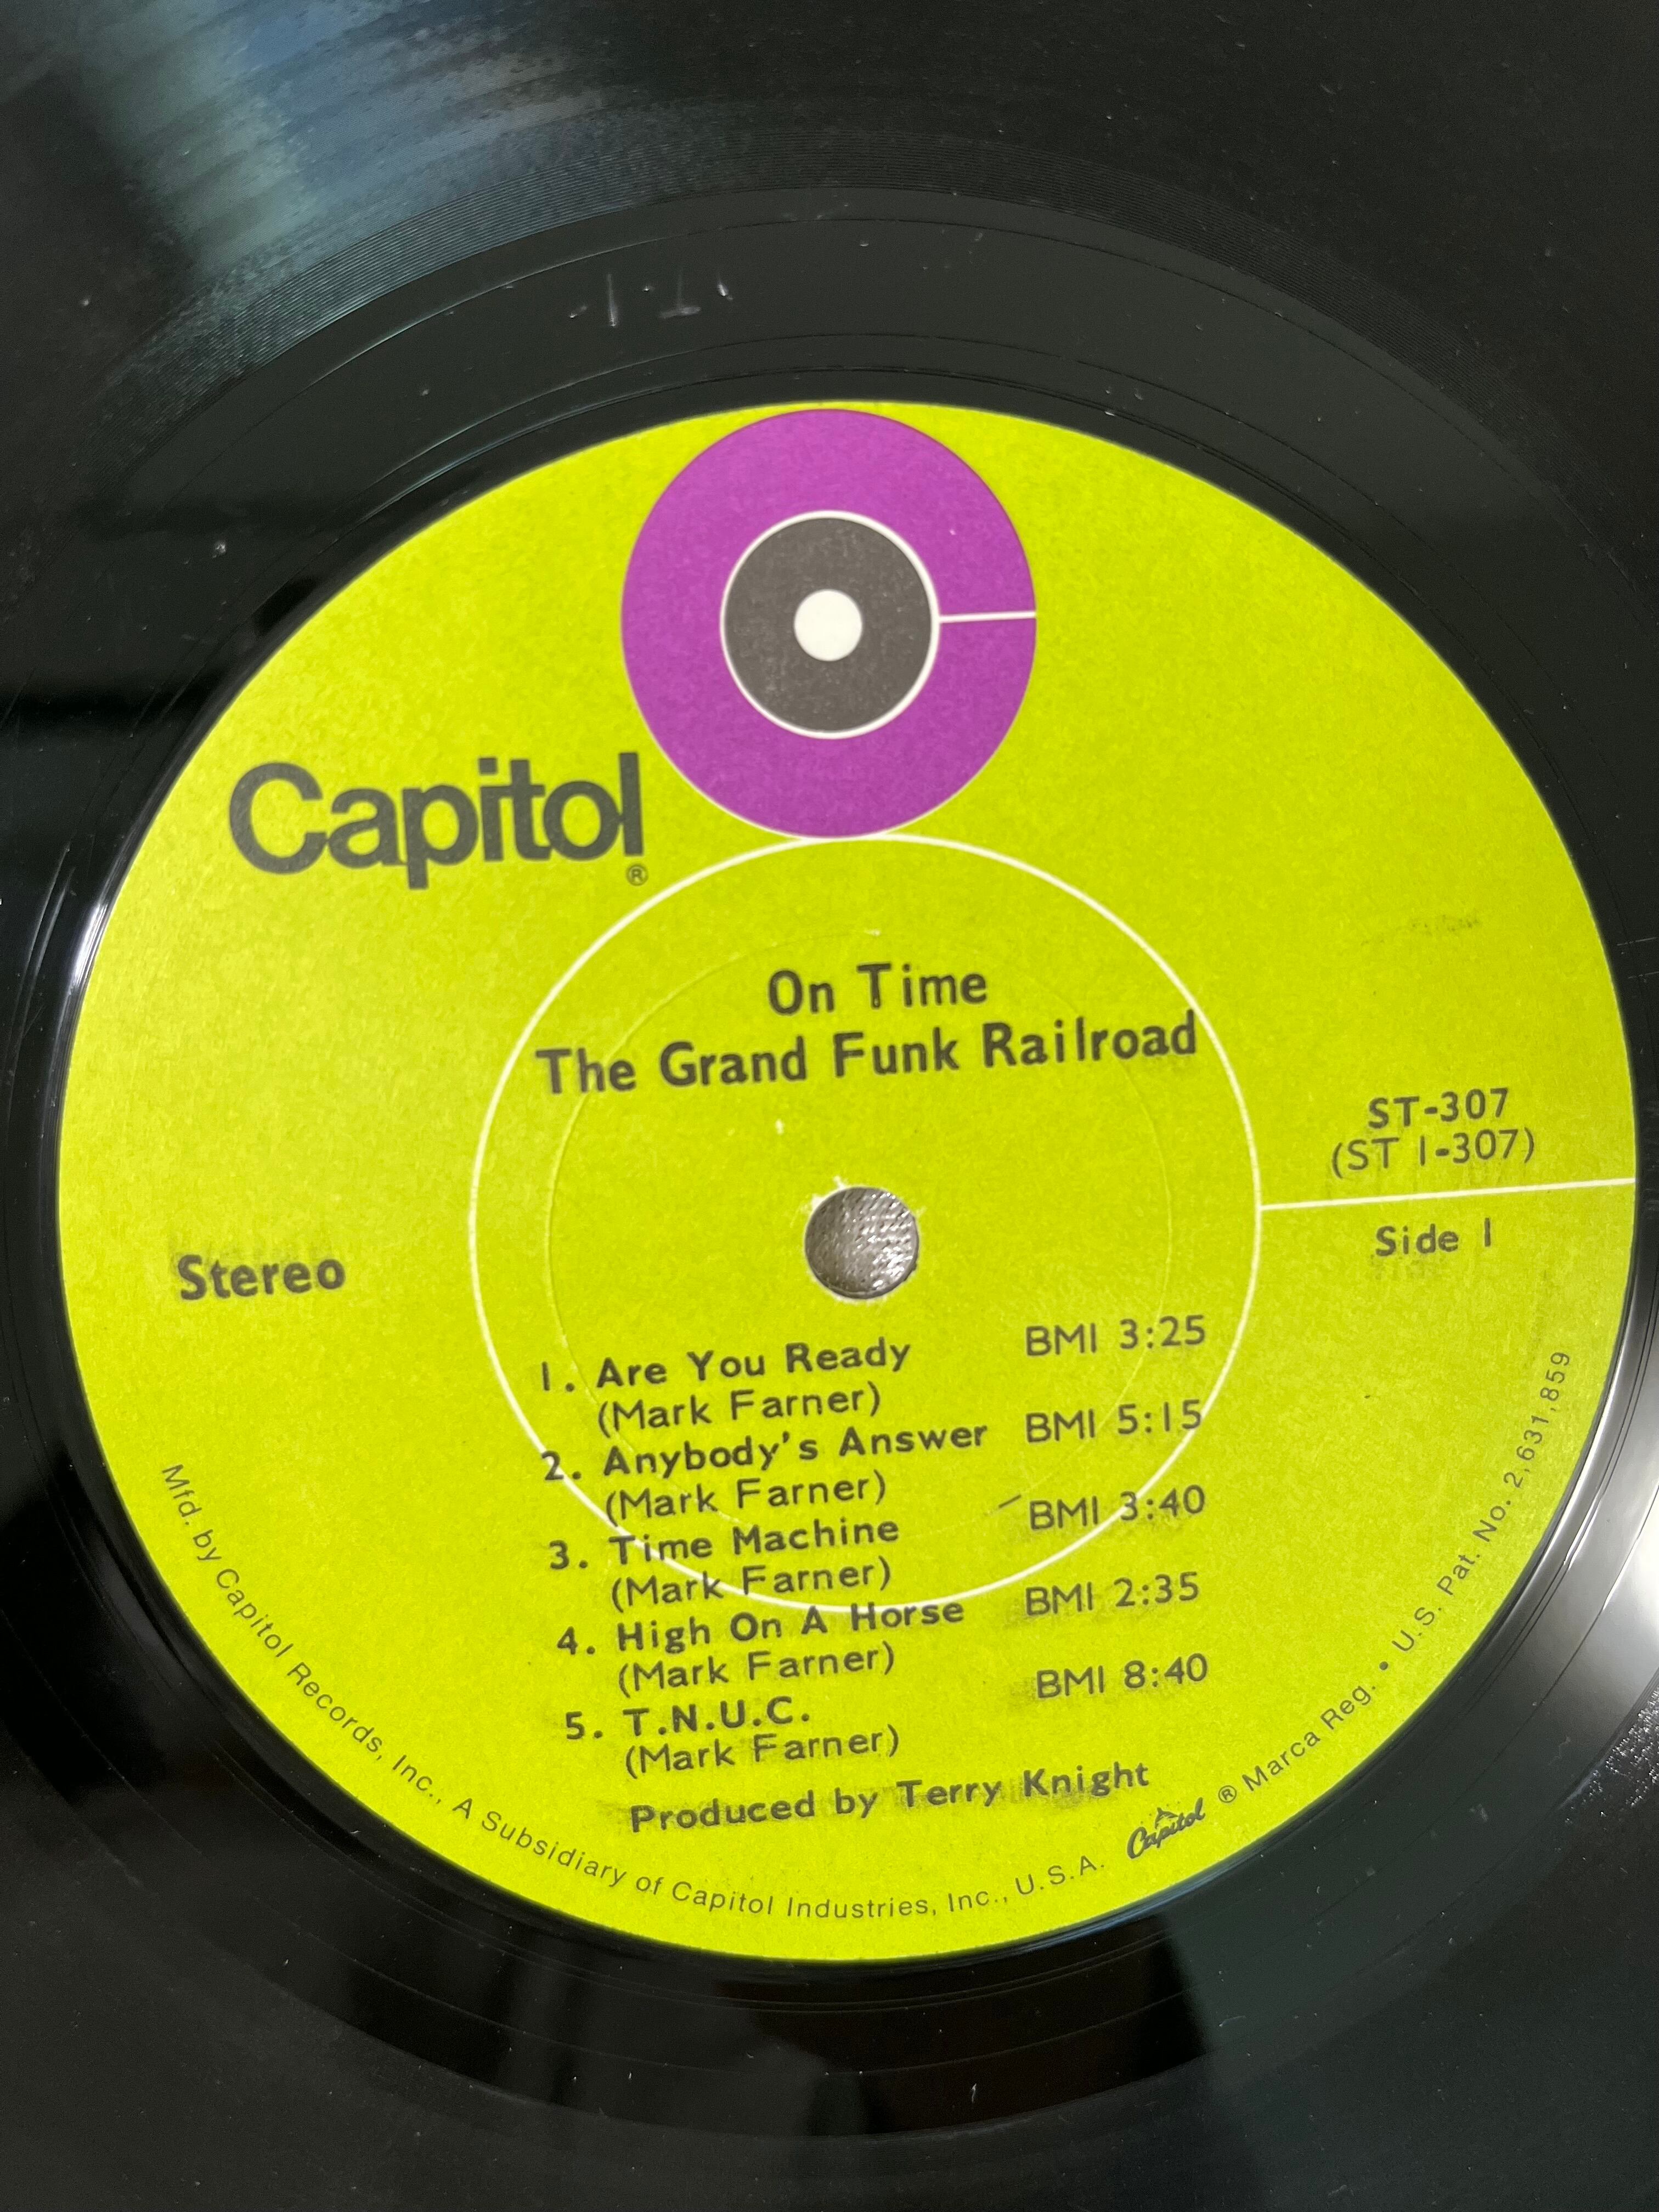 Capitol
®
On Time
The Grand Funk Railroad
ST-307
(ST 1-307)
Side 1
Stereo
1. Are You Ready BMI 3:25
(Mark Farner)
2. Anybody's Answer BMI 5:15
(Mark Farner)
3. Time Machine BMI 3:40
(Mark Farner)
4. High On A Horse BMI 2:35
(Mark Farner)
5. T.N.U.C. BMI 8:40
(Mark Farner)
Produced by Terry Knight
Mfd. by Capitol Records, Inc., A Subsidiary of Capitol Industries, Inc., U.S.A. Capitol ® Marca Reg. • U.S. Pat. No. 2,631,859